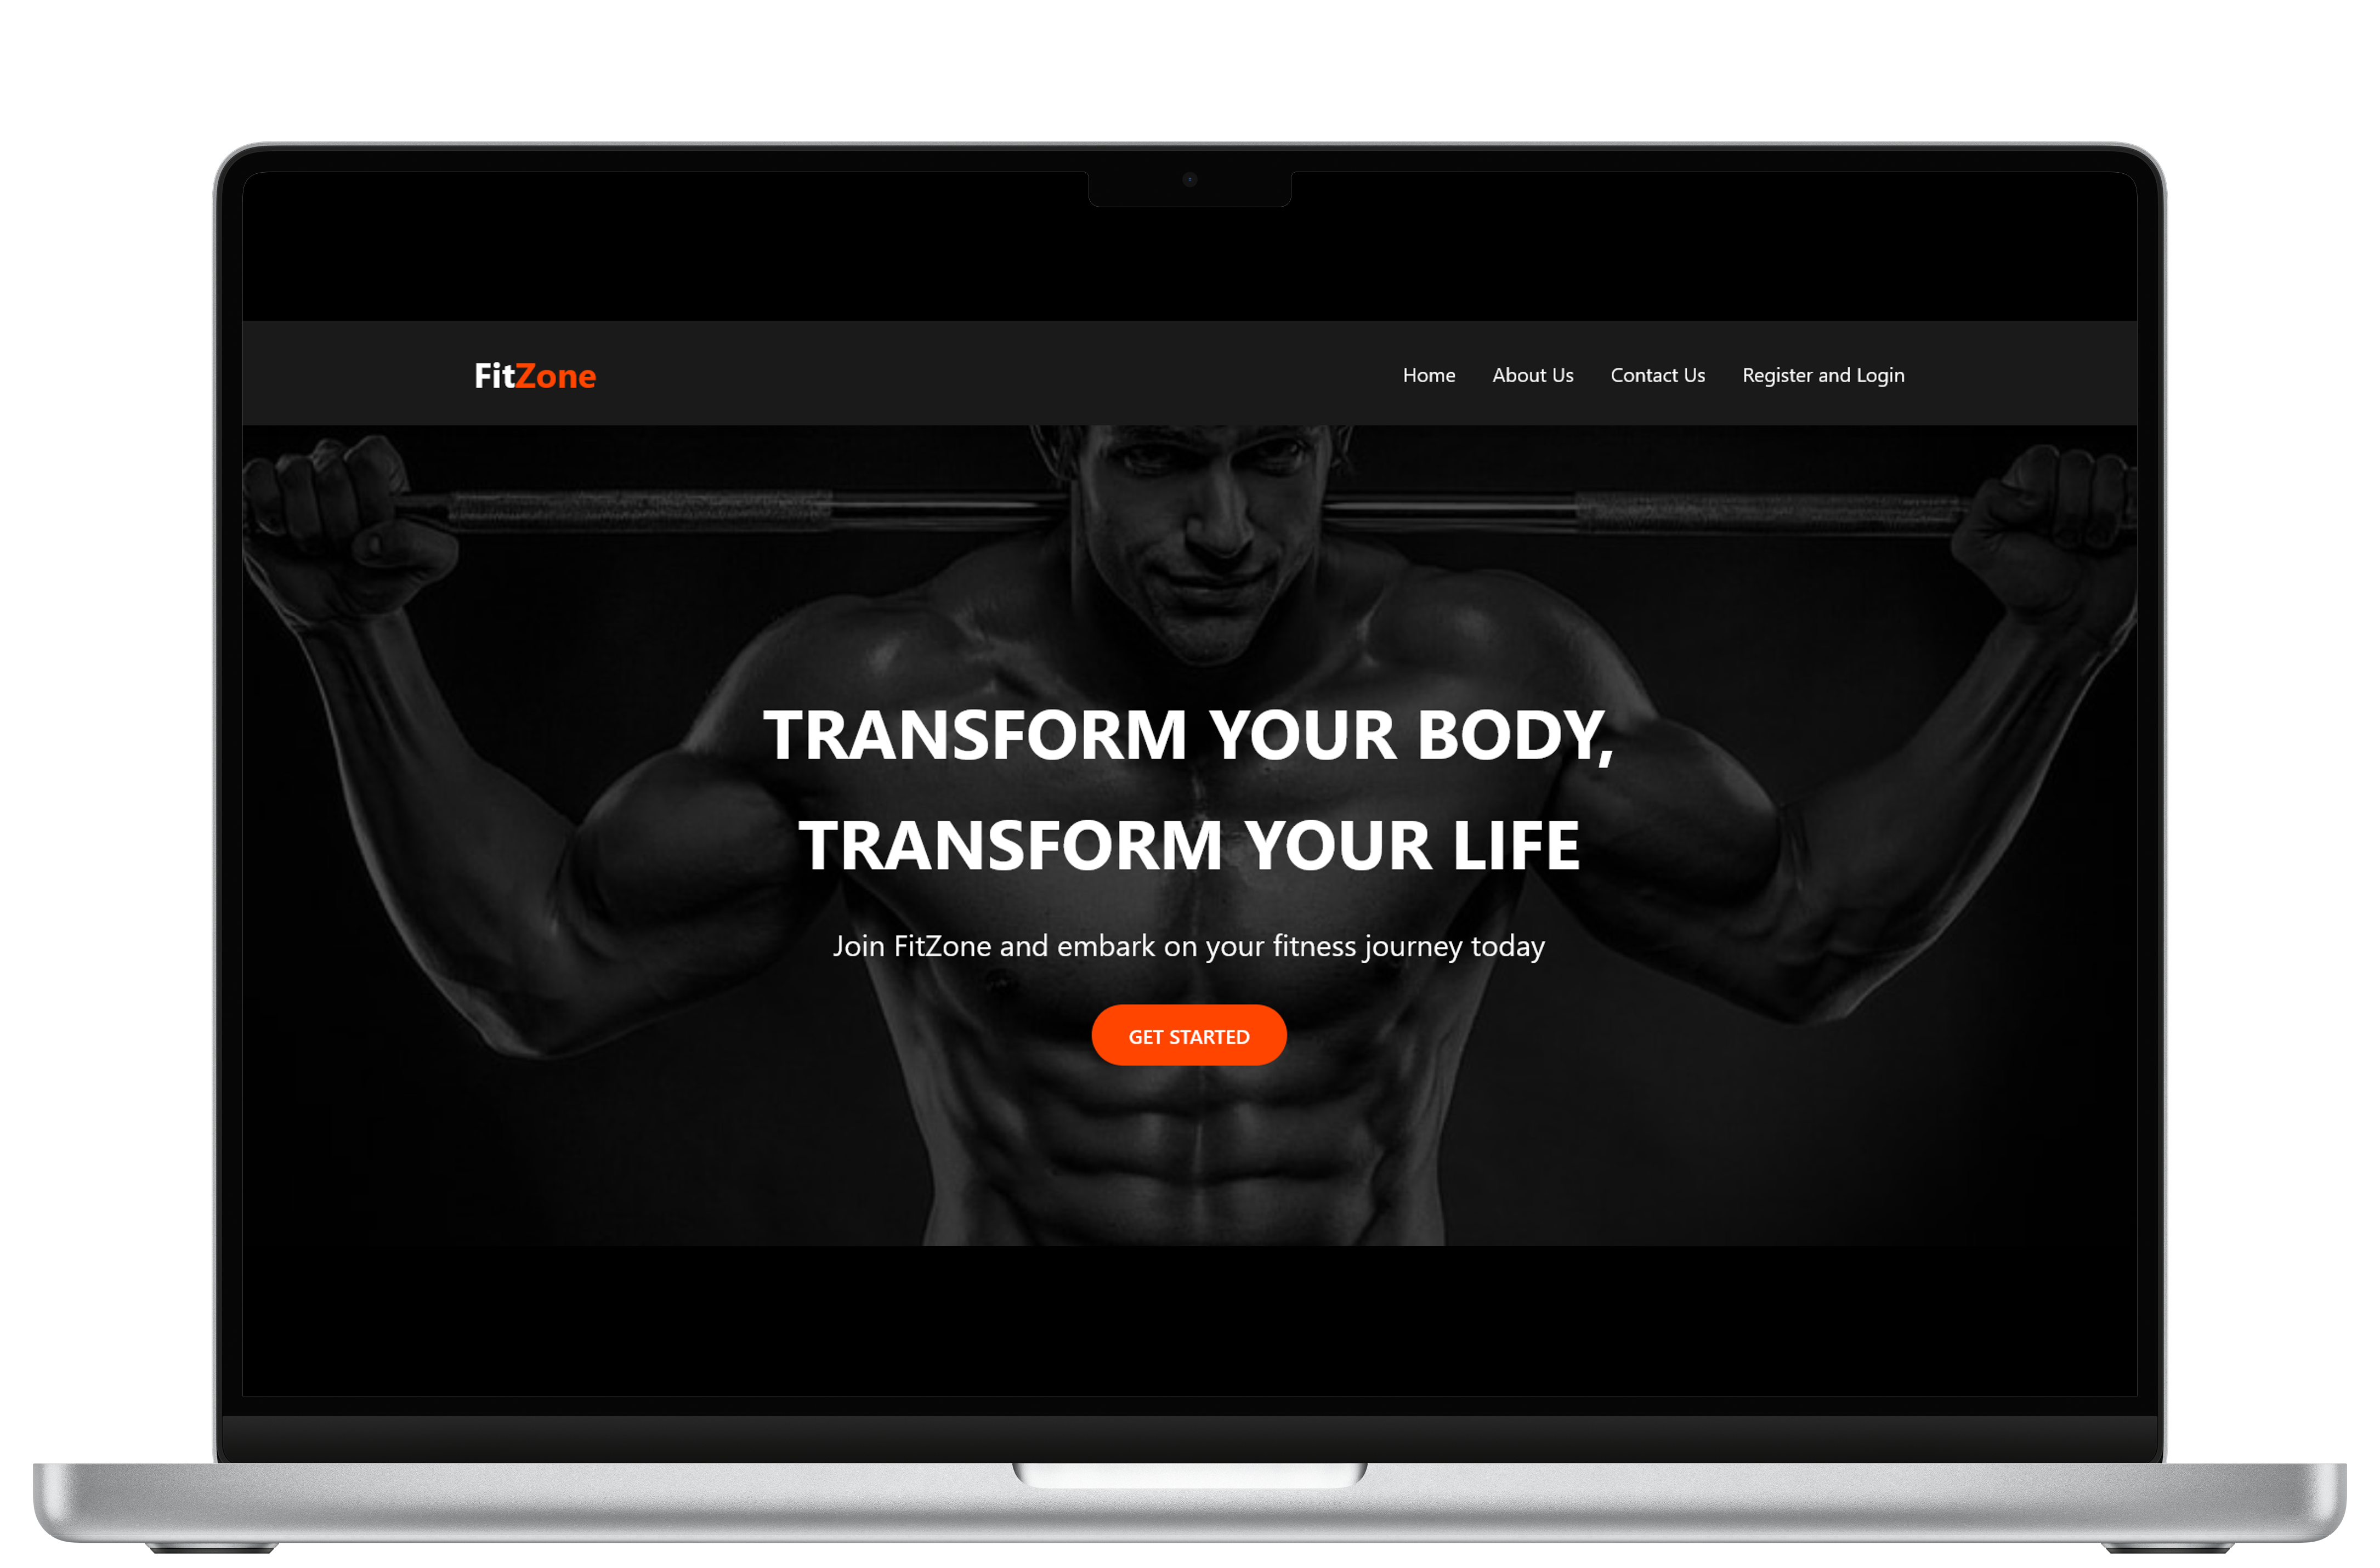 FitZone
Home About Us Contact Us Register and Login
TRANSFORM YOUR BODY,
TRANSFORM YOUR LIFE
Join FitZone and embark on your fitness journey today
GET STARTED